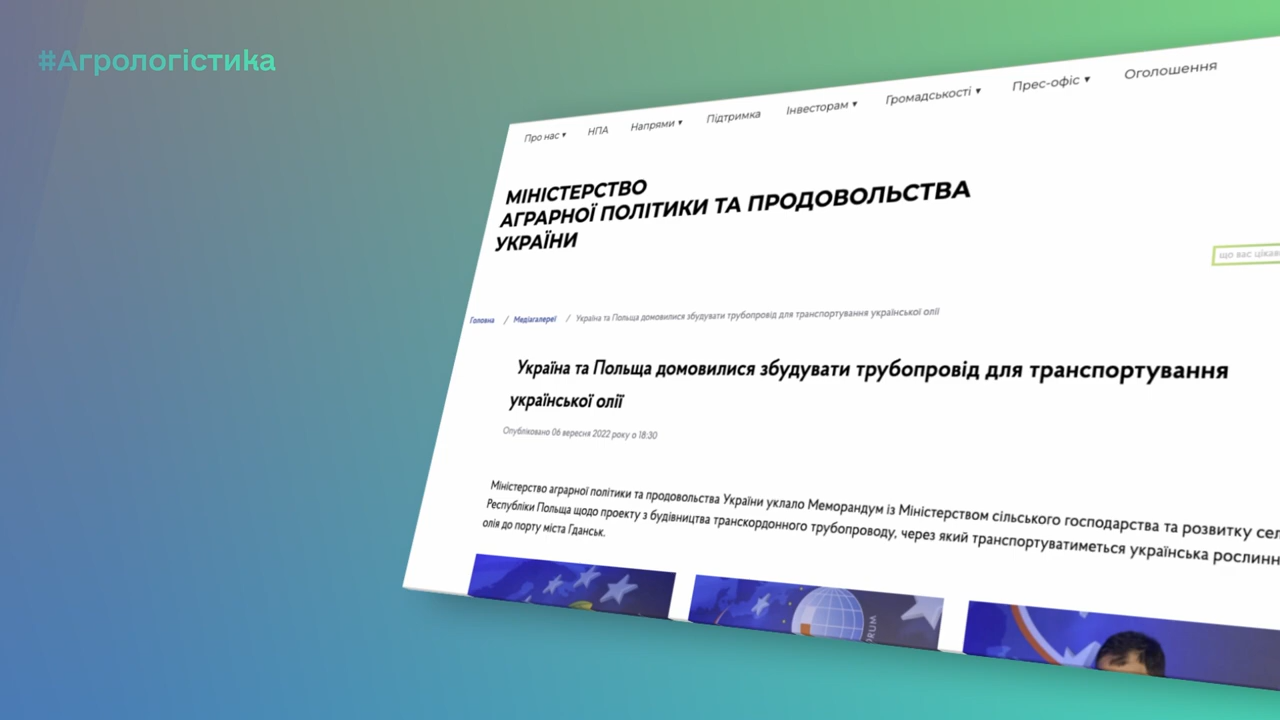 #Агрологістика
Про нас ▾ НПА Напрями ▾ Підтримка Інвесторам ▾ Громадськості ▾ Прес-офіс ▾ Оголошення
МІНІСТЕРСТВО
АГРАРНОЇ ПОЛІТИКИ ТА ПРОДОВОЛЬСТВА
УКРАЇНИ
що вас
Головна / Медіагалереї / Україна та Польща домовилися збудувати трубопровід для транспортування української олії
Україна та Польща домовилися збудувати трубопровід для транспортування
української олії
Опубліковано 06 вересня 2022 року о 18:30
Міністерство аграрної політики та продовольства України уклало Меморандум із Міністерством сільського господарства та розвитку
Республіки Польща щодо проекту з будівництва транскордонного трубопроводу, через який транспортуватиметься українська
олія до порту міста Гданськ.